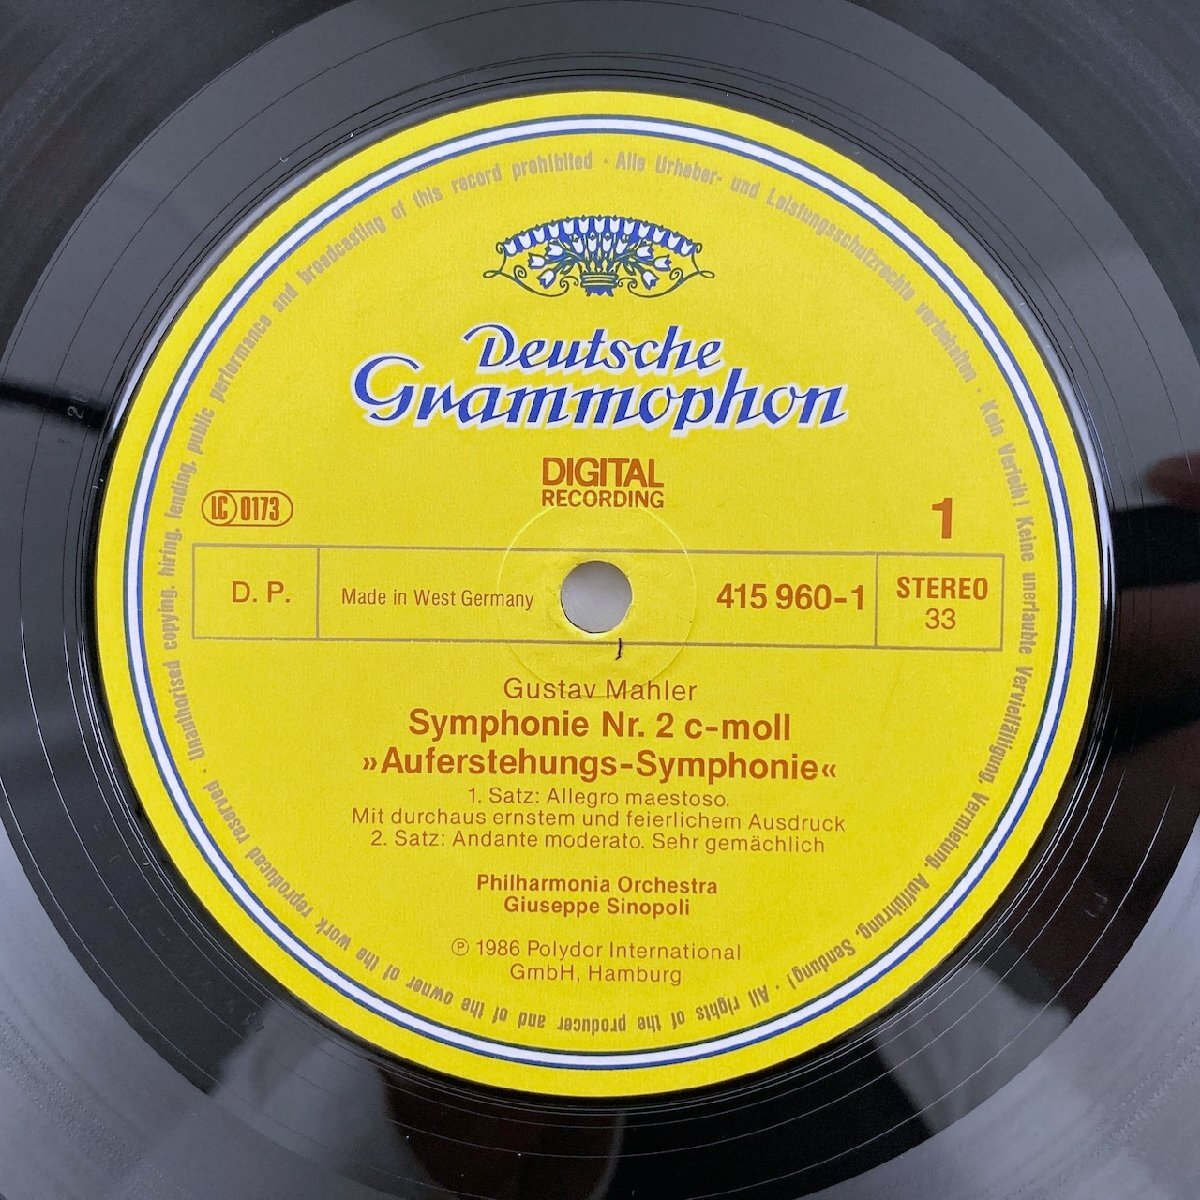 Deutsche
Grammophon
DIGITAL
RECORDING
LC 0173
1
D. P.
Made in West Germany
415 960-1
STEREO
33
Gustav Mahler
Symphonie Nr. 2 c-moll
»Auferstehungs-Symphonie«
1. Satz: Allegro maestoso.
Mit durchaus ernstem und feierlichem Ausdruck
2. Satz: Andante moderato. Sehr gemächlich
Philharmonia Orchestra
Giuseppe Sinopoli
℗ 1986 Polydor International
GmbH, Hamburg
Alle Urheber- und Leistungsschutzrechte vorbehalten · Kein Verleih! Keine unerlaubte Vervielfältigung, Vermietung, Aufführung, Sendung! · All rights of the producer and of the owner of the work reproduced reserved · Unauthorised copying, hiring, lending, public performance and broadcasting of this record prohibited ·